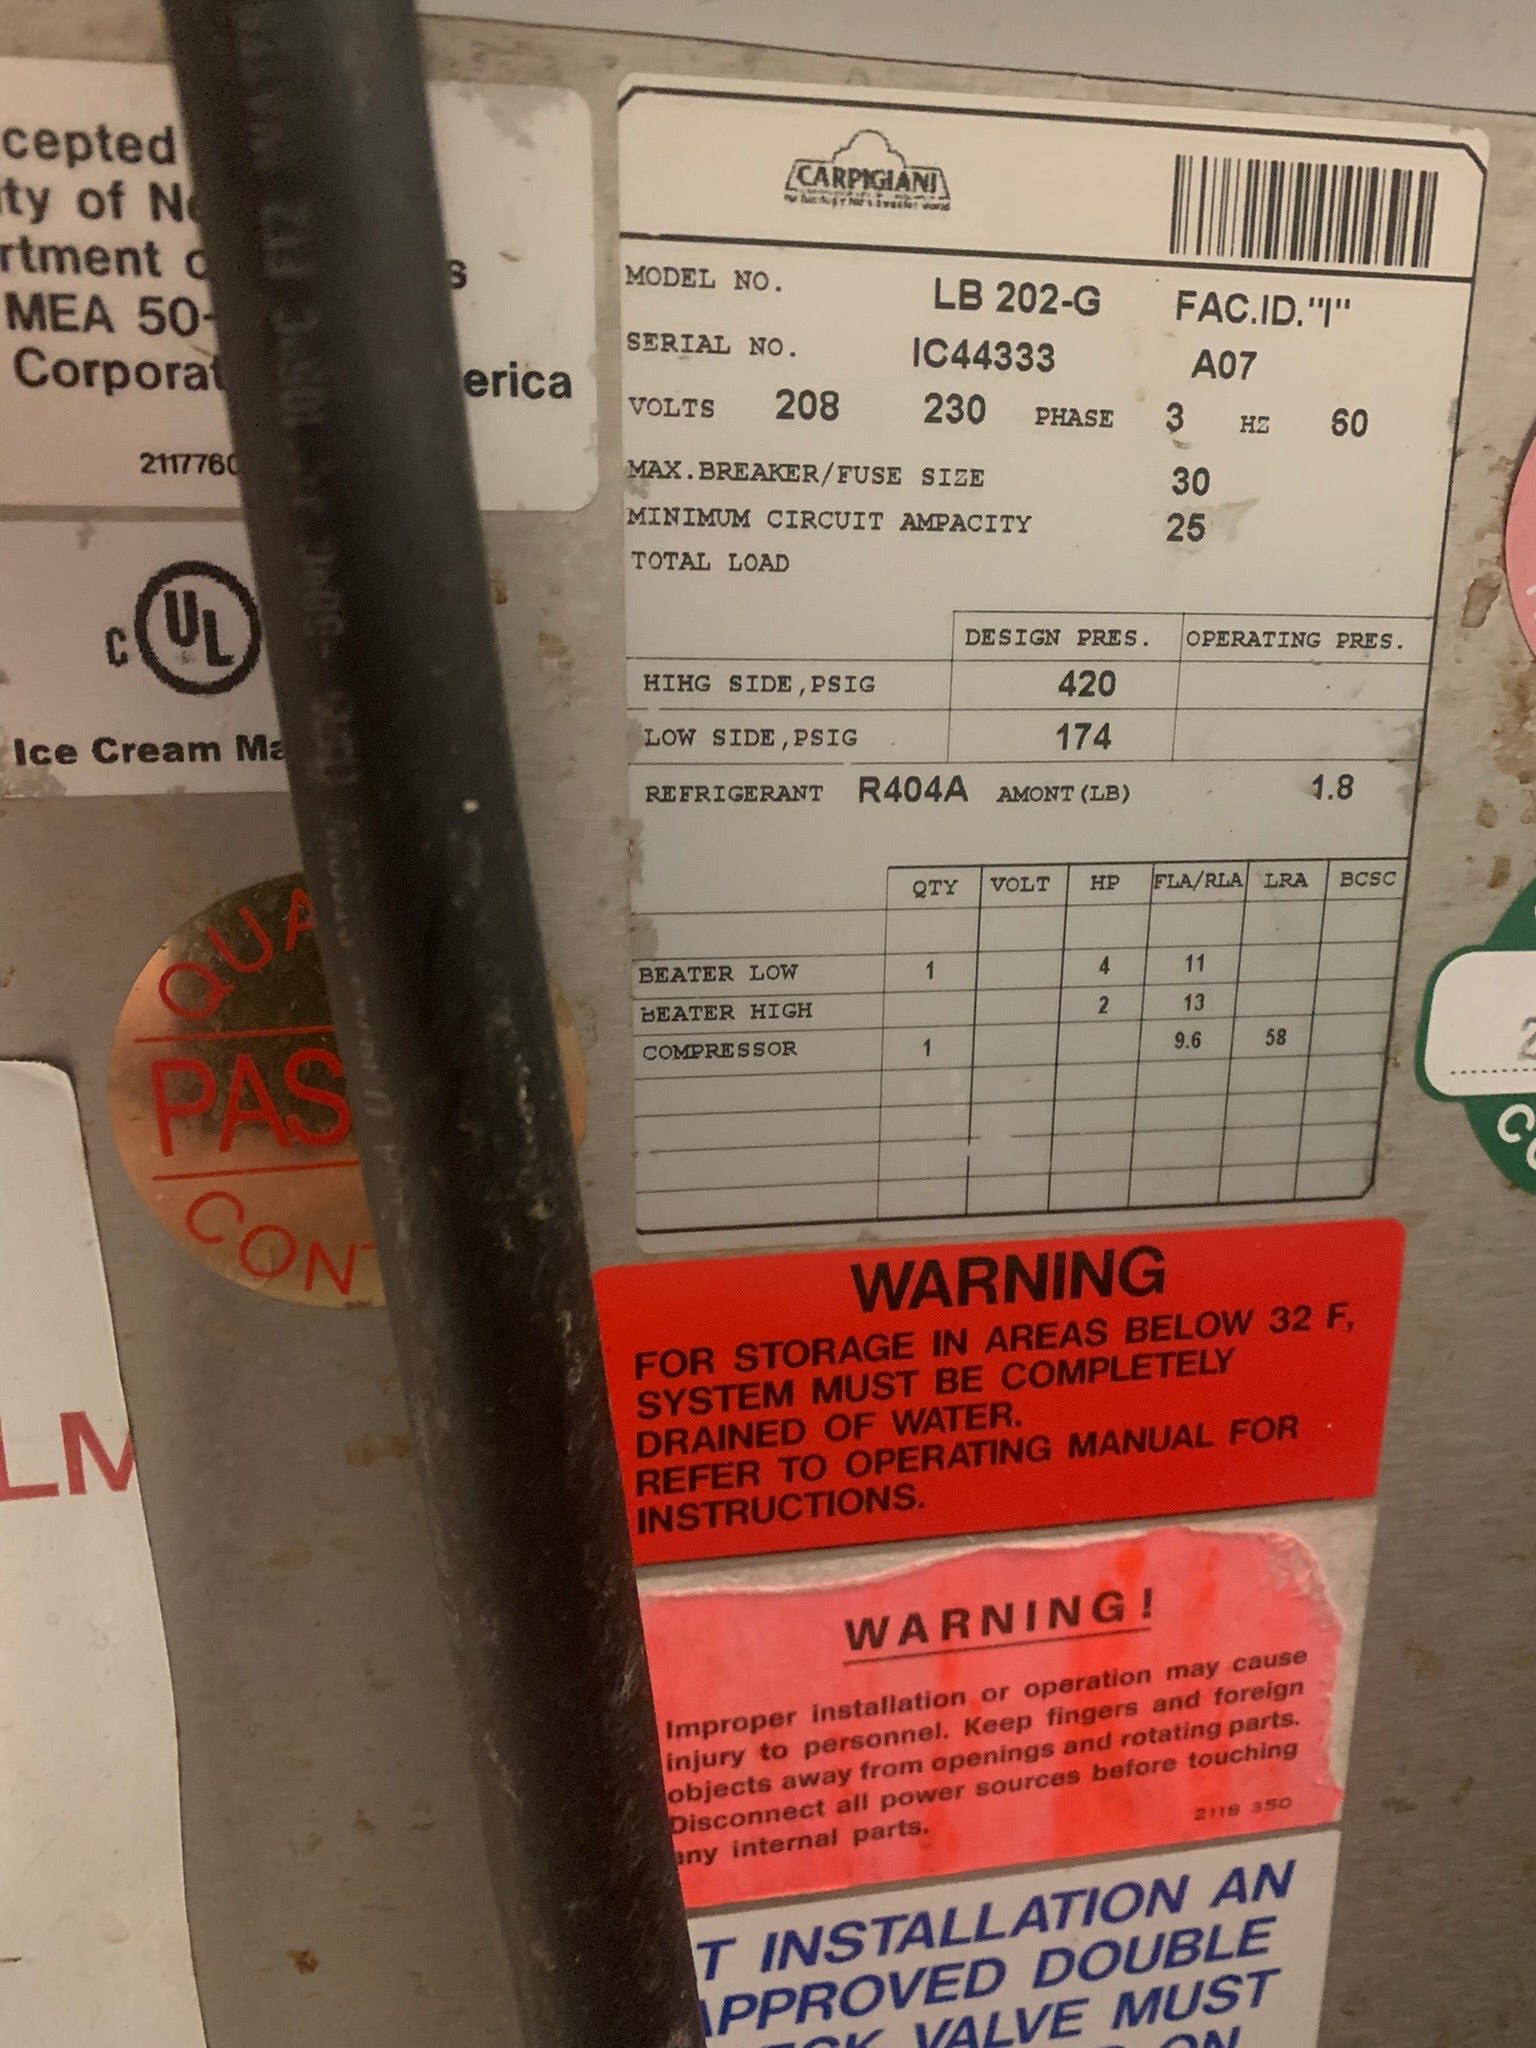 cepted
ity of
rtment
MEA 50-
Corporat erica
2117760
C UL
Ice Cream Ma
QUA
PAS
CONT
LM
CARPIGIANI
MODEL NO. LB 202-G FAC.ID."I"
SERIAL NO. IC44333 A07
VOLTS 208 230 PHASE 3 HZ 60
MAX.BREAKER/FUSE SIZE 30
MINIMUM CIRCUIT AMPACITY 25
TOTAL LOAD
DESIGN PRES. OPERATING PRES.
HIHG SIDE,PSIG 420
LOW SIDE,PSIG 174
REFRIGERANT R404A AMONT(LB) 1.8
QTY VOLT HP FLA/RLA LRA BCSC
BEATER LOW 1 4 11
BEATER HIGH 2 13
COMPRESSOR 1 9.6 58
WARNING
FOR STORAGE IN AREAS BELOW 32 F,
SYSTEM MUST BE COMPLETELY
DRAINED OF WATER.
REFER TO OPERATING MANUAL FOR
INSTRUCTIONS.
WARNING!
Improper installation or operation may cause
injury to personnel. Keep fingers and foreign
objects away from openings and rotating parts.
Disconnect all power sources before touching
any internal parts.
2118 350
T INSTALLATION AN
APPROVED DOUBLE
CK VALVE MUST
ON